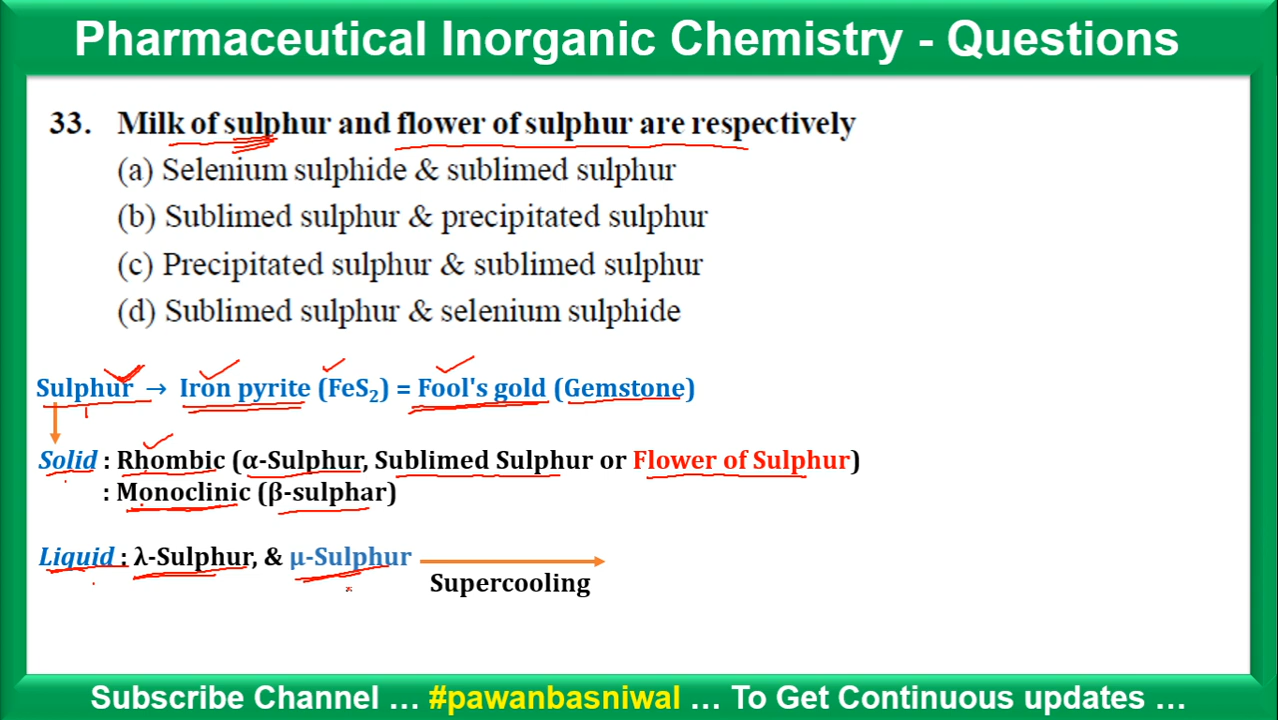 Pharmaceutical Inorganic Chemistry - Questions
33. Milk of sulphur and flower of sulphur are respectively
(a) Selenium sulphide & sublimed sulphur
(b) Sublimed sulphur & precipitated sulphur
(c) Precipitated sulphur & sublimed sulphur
(d) Sublimed sulphur & selenium sulphide
Sulphur → Iron pyrite (FeS₂) = Fool's gold (Gemstone)
Solid : Rhombic (α-Sulphur, Sublimed Sulphur or Flower of Sulphur)
: Monoclinic (β-sulphar)
Liquid : λ-Sulphur, & μ-Sulphur
Supercooling
Subscribe Channel ... #pawanbasniwal ... To Get Continuous updates ...